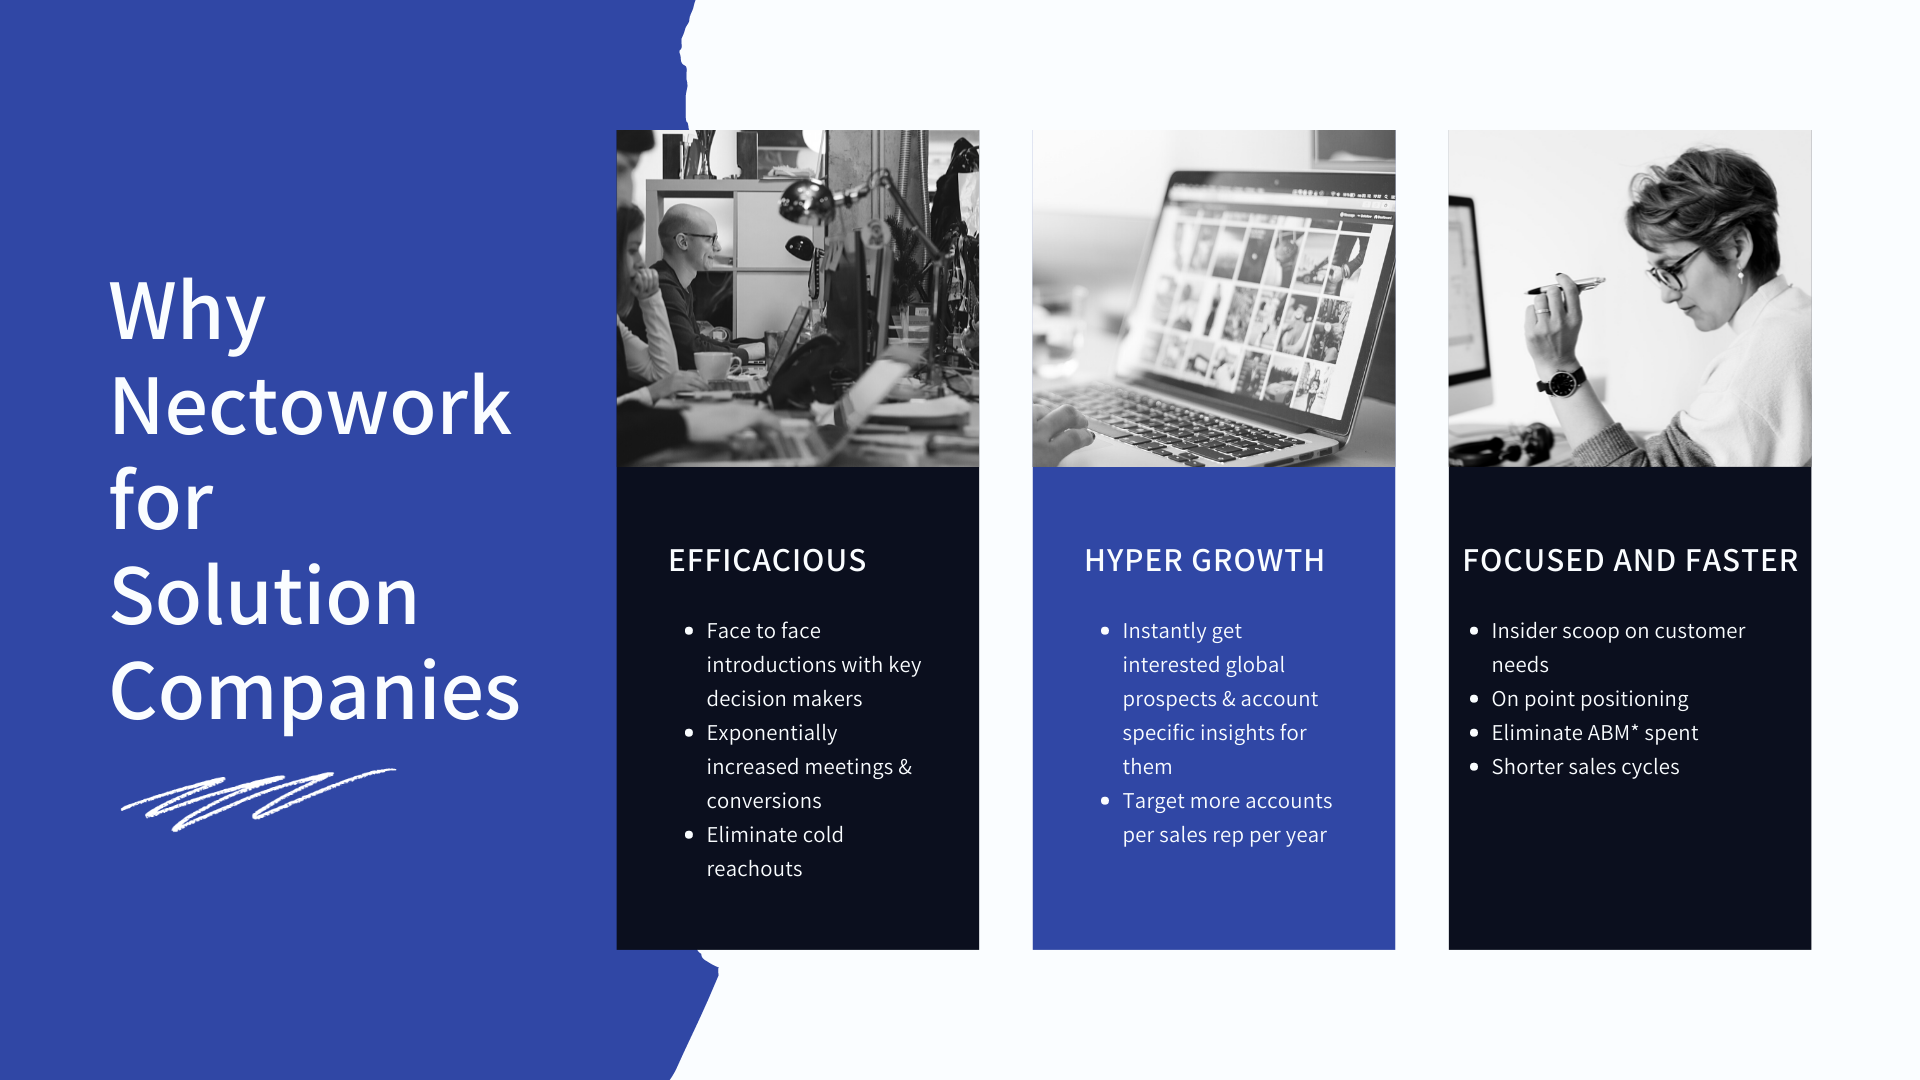 Why
Nectowork
for
Solution
Companies
EFFICACIOUS
• Face to face
introductions with key
decision makers
• Exponentially
increased meetings &
conversions
• Eliminate cold
reachouts
HYPER GROWTH
• Instantly get
interested global
prospects & account
specific insights for
them
• Target more accounts
per sales rep per year
FOCUSED AND FASTER
• Insider scoop on customer
needs
• On point positioning
• Eliminate ABM* spent
• Shorter sales cycles